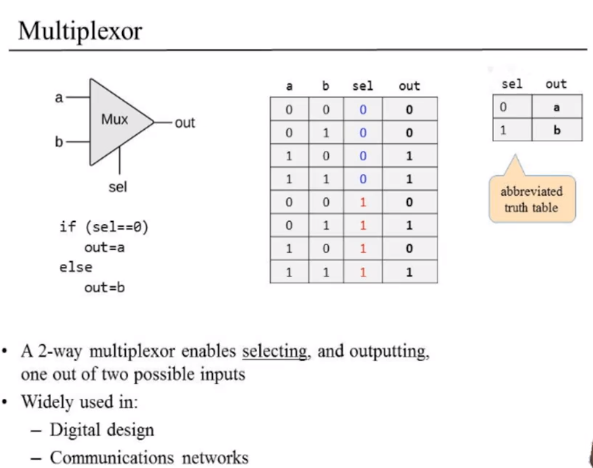 Multiplexor
a
b
Mux
out
sel
if (sel==0)
out=a
else
out=b
a b sel out
0 0 0 0
0 1 0 0
1 0 0 1
1 1 0 1
0 0 1 0
0 1 1 1
1 0 1 0
1 1 1 1
sel out
0 a
1 b
abbreviated
truth table
• A 2-way multiplexor enables selecting, and outputting,
one out of two possible inputs
• Widely used in:
– Digital design
– Communications networks